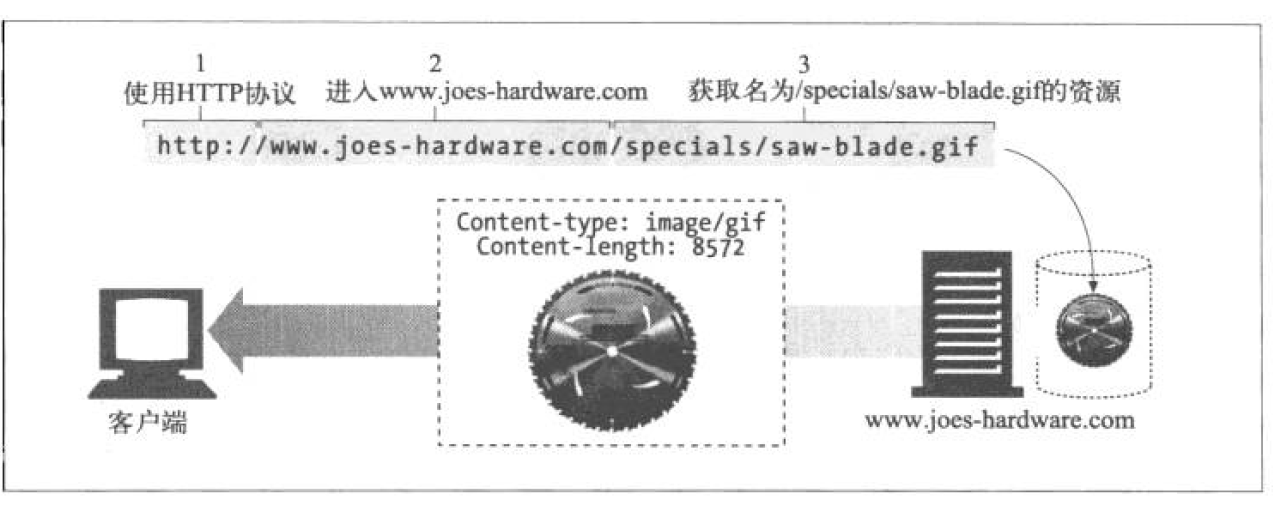 1
使用HTTP协议
2
进入www.joes-hardware.com
3
获取名为/specials/saw-blade.gif的资源
http://www.joes-hardware.com/specials/saw-blade.gif
Content-type: image/gif
Content-length: 8572
客户端
www.joes-hardware.com